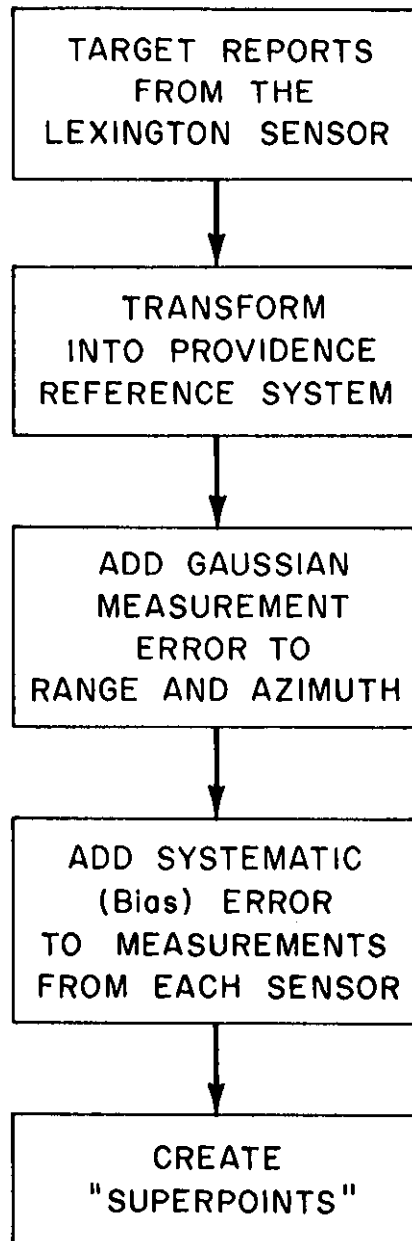 TARGET REPORTS
FROM THE
LEXINGTON SENSOR
TRANSFORM
INTO PROVIDENCE
REFERENCE SYSTEM
ADD GAUSSIAN
MEASUREMENT
ERROR TO
RANGE AND AZIMUTH
ADD SYSTEMATIC
(Bias) ERROR
TO MEASUREMENTS
FROM EACH SENSOR
CREATE
"SUPERPOINTS"